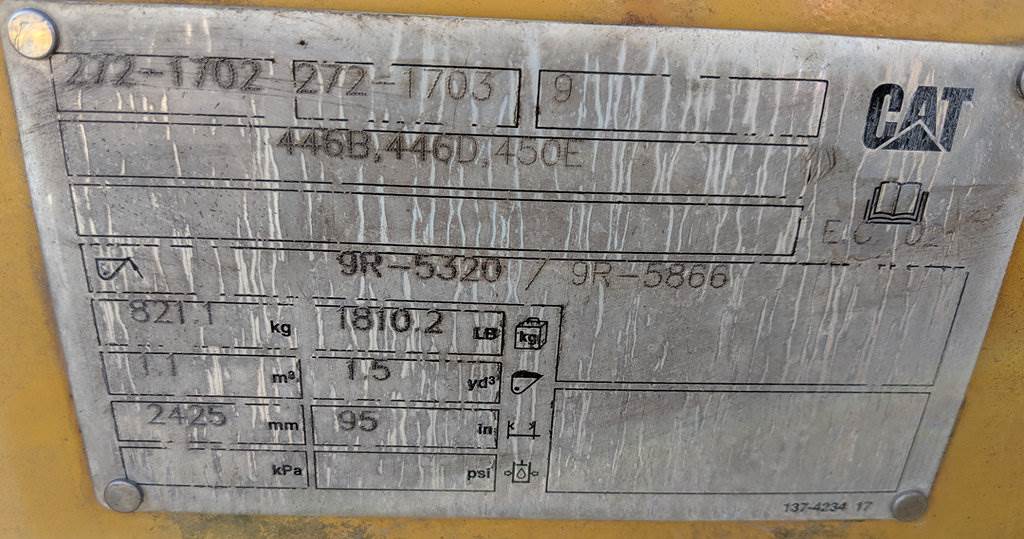 272-1702 272-1703 9
CAT
446B,446D,450E
9R-5320 / 9R-5866
821.1 kg 1810.2 LB kg
1.1 m³ 1.5 yd³
2425 mm 95 in
kPa psi
137-4234 17